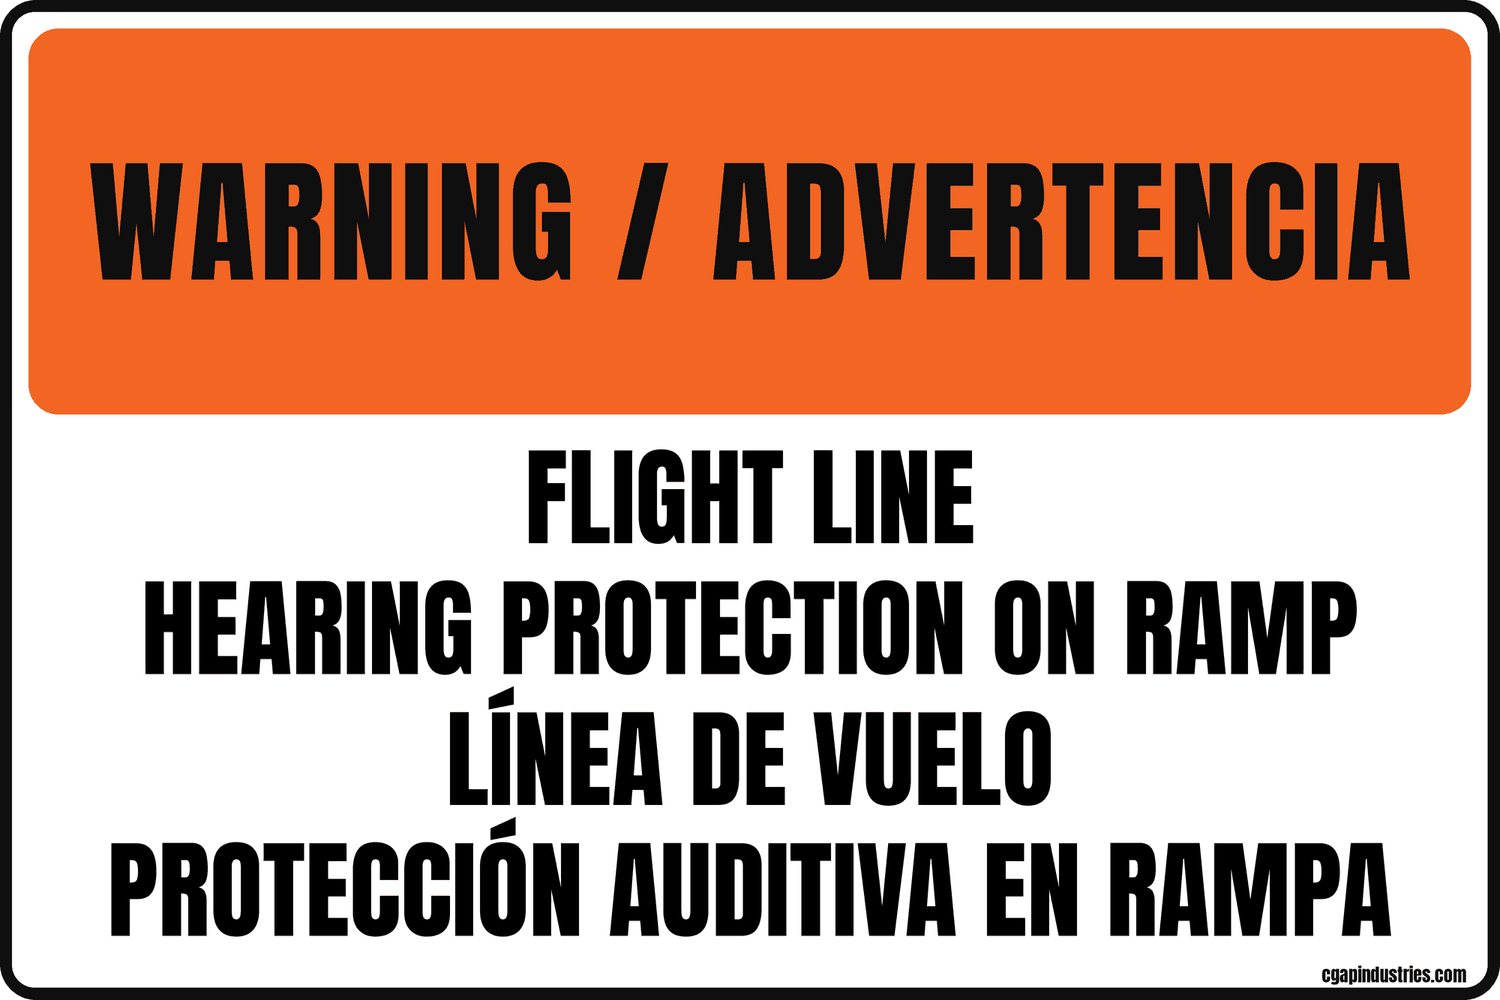 WARNING / ADVERTENCIA
FLIGHT LINE
HEARING PROTECTION ON RAMP
LÍNEA DE VUELO
PROTECCIÓN AUDITIVA EN RAMPA
cgapindustries.com